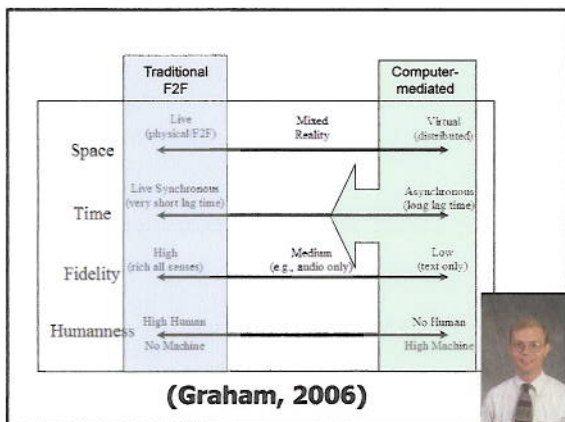 Traditional
F2F
Computer-
mediated
Space
Live
(physical/F2F)
Mixed
Reality
Virtual
(distributed)
Time
Live Synchronous
(very short lag time)
Asynchronous
(long lag time)
Fidelity
High
(rich all senses)
Medium
(e.g., audio only)
Low
(text only)
Humanness
High Human
No Machine
No Human
High Machine
(Graham, 2006)